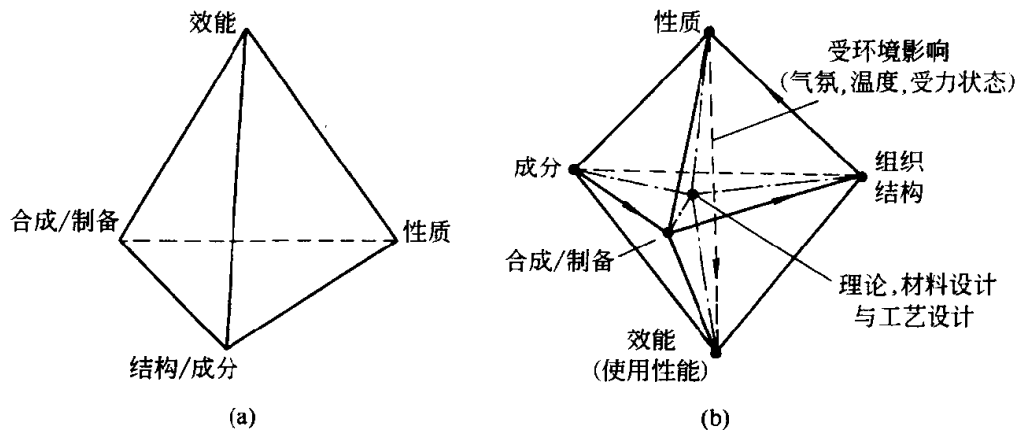 效能
合成/制备
性质
结构/成分
(a)
性质
受环境影响
(气氛,温度,受力状态)
成分
组织
结构
合成/制备
理论,材料设计
与工艺设计
效能
(使用性能)
(b)